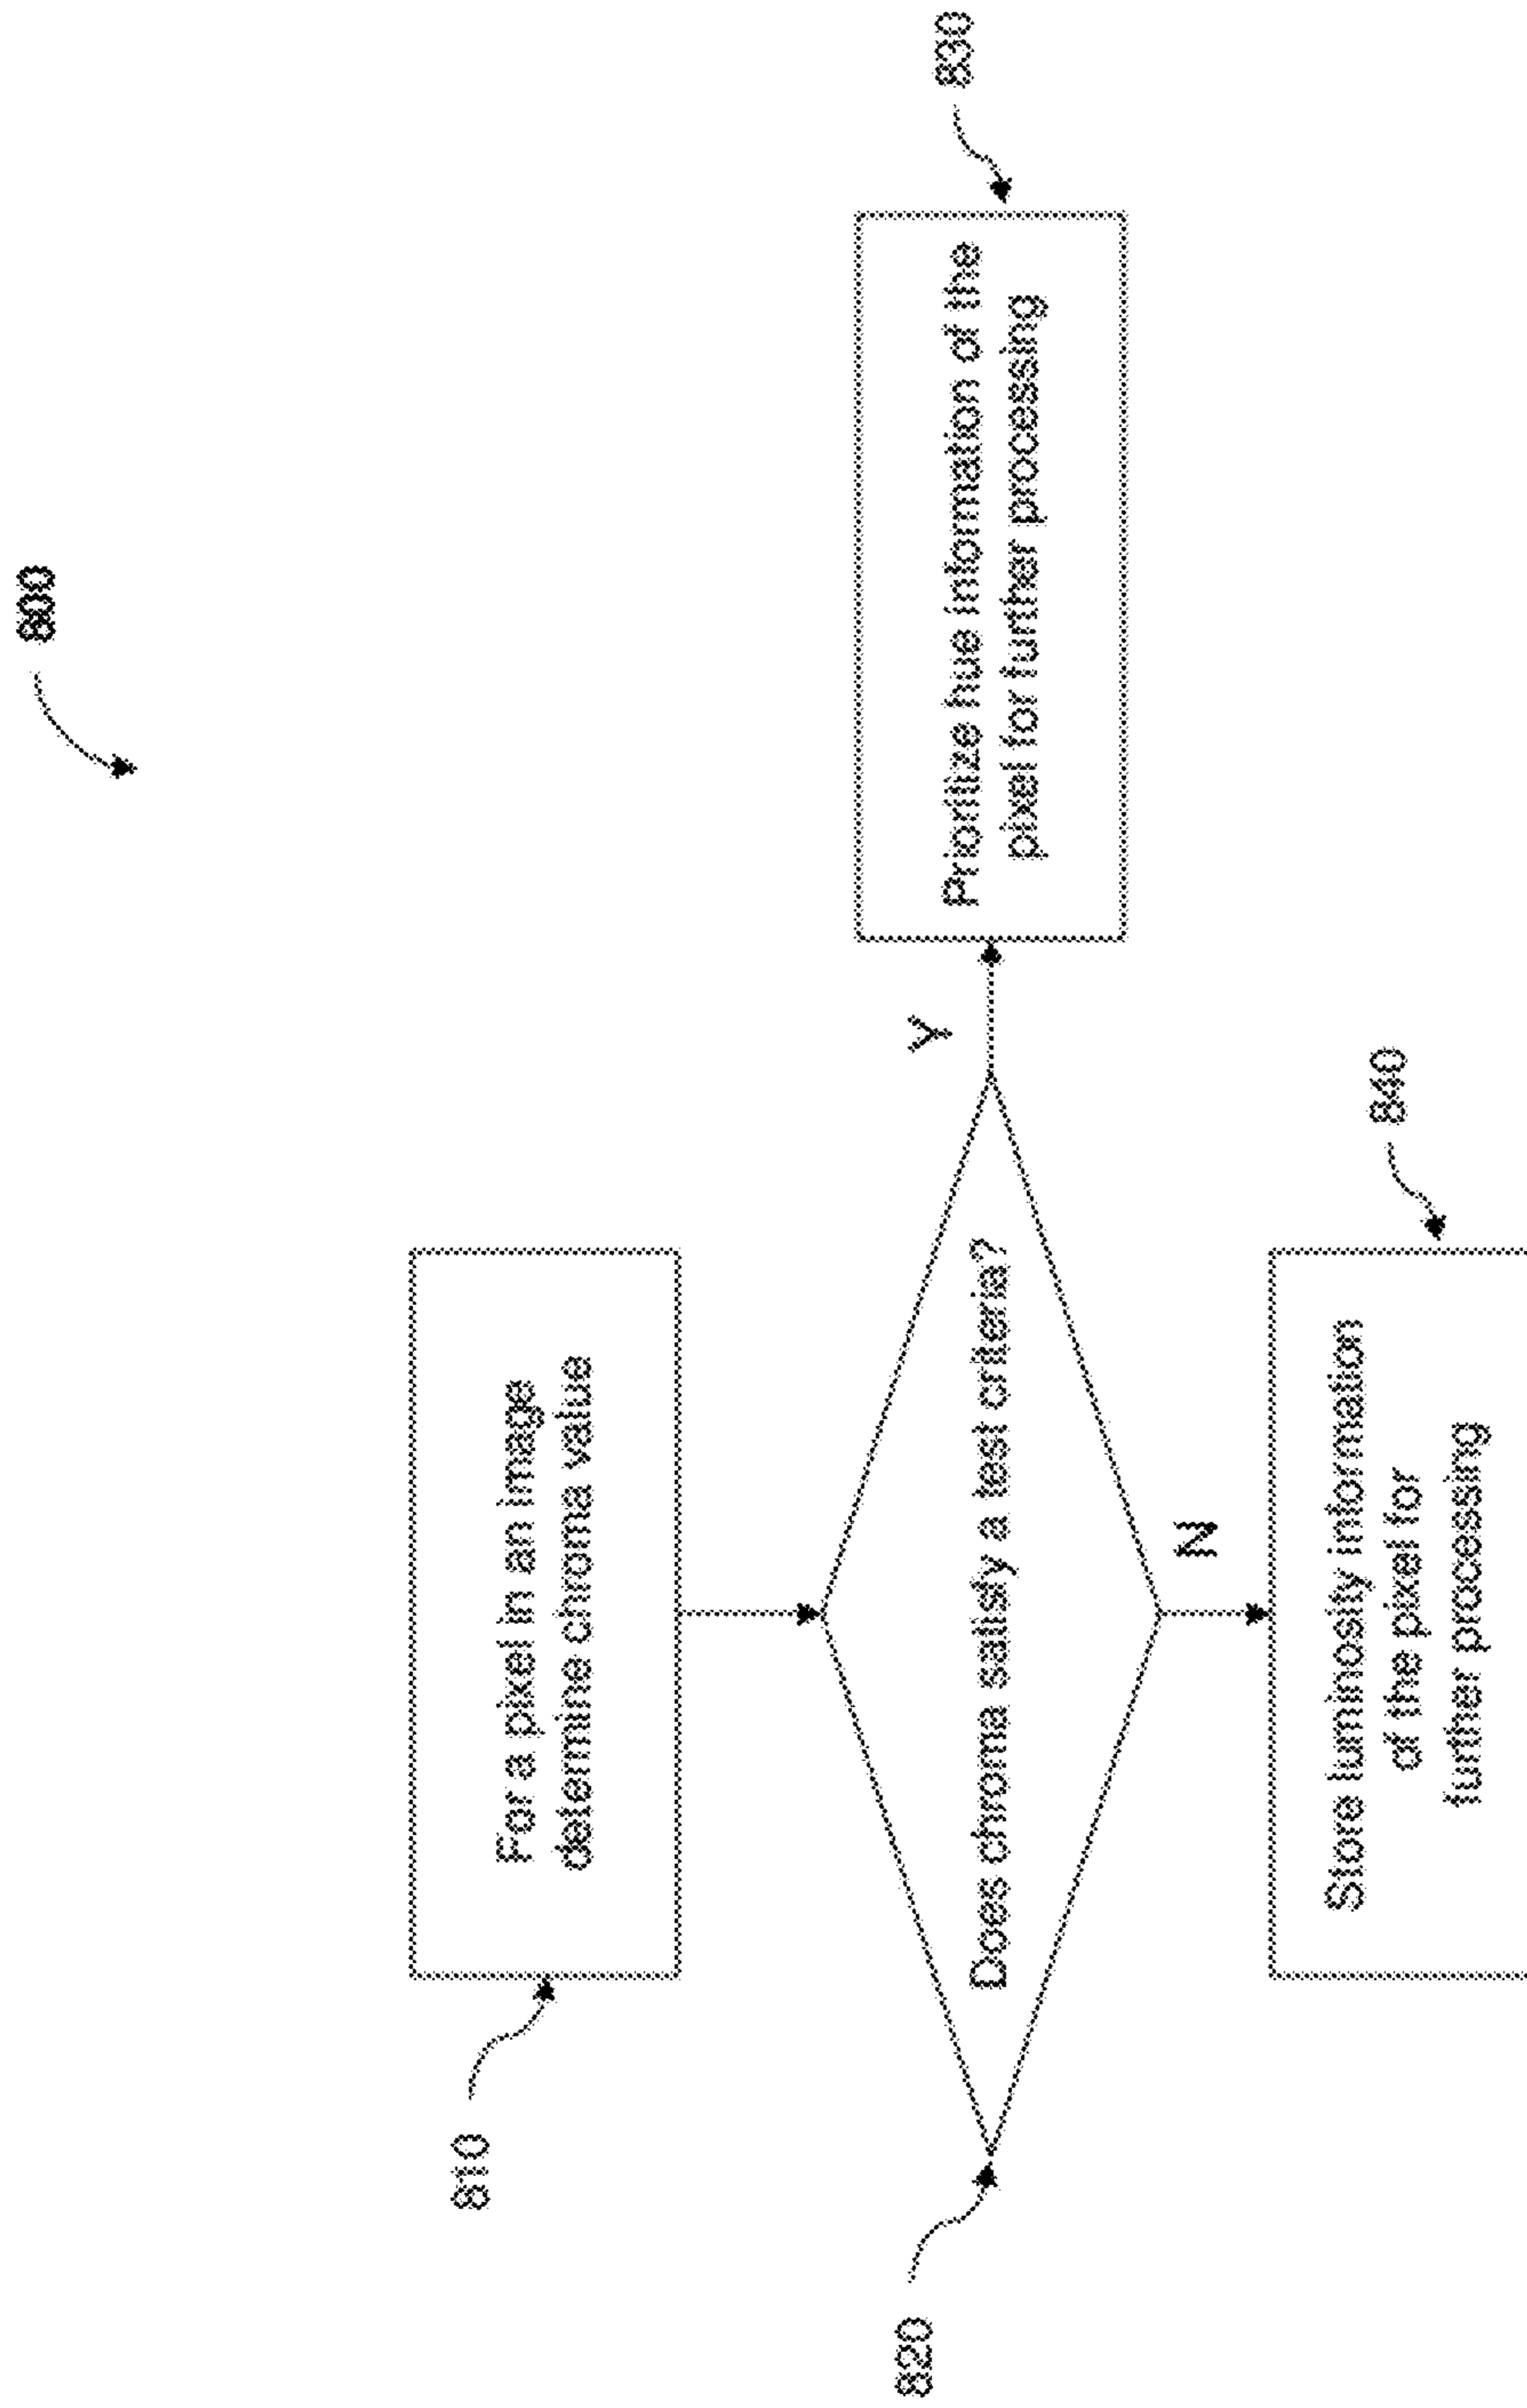 800
810
For a pixel in an image
determine chroma value
820
Does chroma satisfy a test criteria?
Y
830
Prioritize hue information of the
pixel for further processing
N
840
Store luminosity information
of the pixel for
further processing